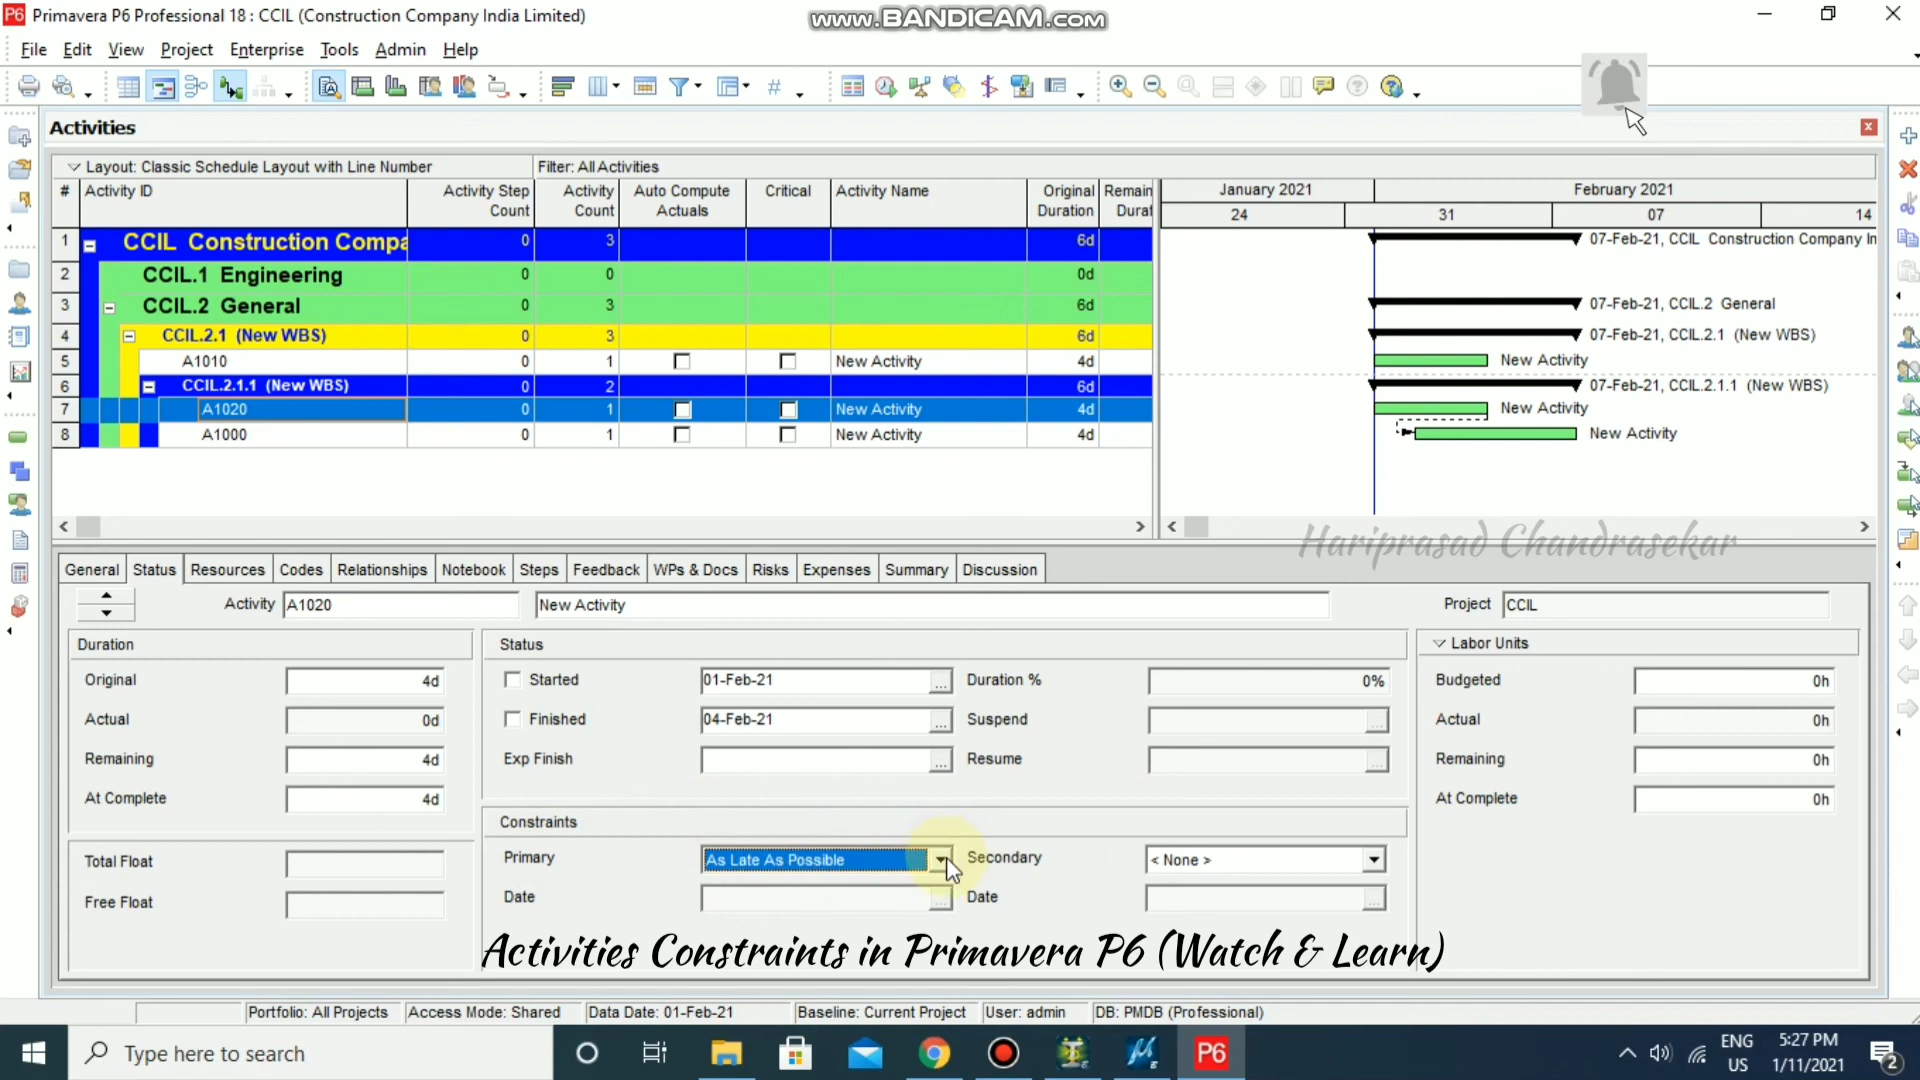 P6 Primavera P6 Professional 18 : CCIL (Construction Company India Limited)
www.BANDICAM.com
File Edit View Project Enterprise Tools Admin Help
Activities
Layout: Classic Schedule Layout with Line Number
Filter: All Activities
# Activity ID Activity Step Count Activity Count Auto Compute Actuals Critical Activity Name Original Duration Remain Durat
January 2021 February 2021
24 31 07 14
1 CCIL Construction Compa 0 3 6d
07-Feb-21, CCIL Construction Company In
2 CCIL.1 Engineering 0 0 0d
3 CCIL.2 General 0 3 6d
07-Feb-21, CCIL.2 General
4 CCIL.2.1 (New WBS) 0 3 6d
07-Feb-21, CCIL.2.1 (New WBS)
5 A1010 0 1 New Activity 4d
New Activity
6 CCIL.2.1.1 (New WBS) 0 2 6d
07-Feb-21, CCIL.2.1.1 (New WBS)
7 A1020 0 1 New Activity 4d
New Activity
8 A1000 0 1 New Activity 4d
New Activity
Hariprasad Chandrasekar
General Status Resources Codes Relationships Notebook Steps Feedback WPs & Docs Risks Expenses Summary Discussion
Activity A1020 New Activity Project CCIL
Duration Status Labor Units
Original 4d Started 01-Feb-21 ... Duration % 0% Budgeted 0h
Actual 0d Finished 04-Feb-21 ... Suspend ... Actual 0h
Remaining 4d Exp Finish ... Resume ... Remaining 0h
At Complete 4d At Complete 0h
Constraints
Total Float Primary As Late As Possible Secondary < None >
Free Float Date ... Date ...
Activities Constraints in Primavera P6 (Watch & Learn)
Portfolio: All Projects Access Mode: Shared Data Date: 01-Feb-21 Baseline: Current Project User: admin DB: PMDB (Professional)
Type here to search
P6
ENG US
5:27 PM
1/11/2021
2